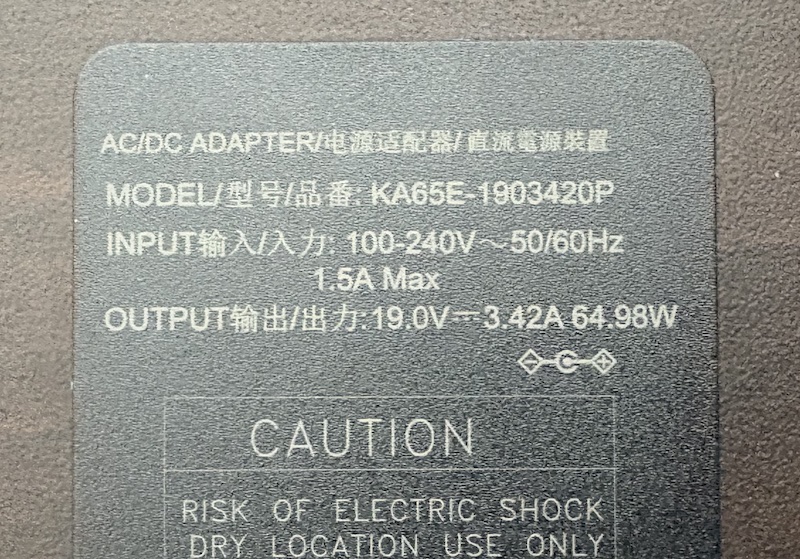 AC/DC ADAPTER/电源适配器/直流電源裝置
MODEL/型号/品番: KA65E-1903420P
INPUT输入/入力: 100-240V～50/60Hz
1.5A Max
OUTPUT输出/出力:19.0V⎓3.42A 64.98W
CAUTION
RISK OF ELECTRIC SHOCK
DRY LOCATION USE ONLY